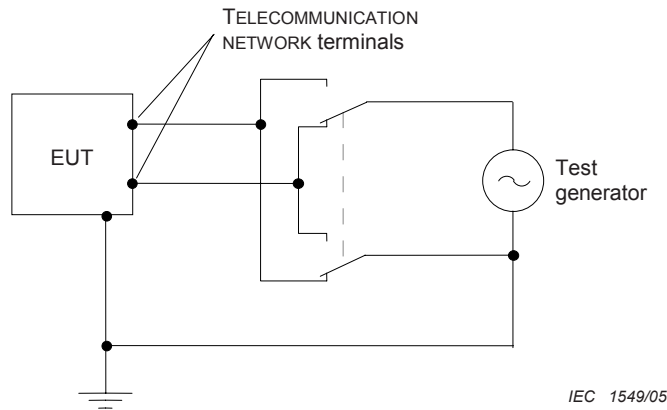 TELECOMMUNICATION
NETWORK terminals
EUT
Test
generator
IEC 1549/05